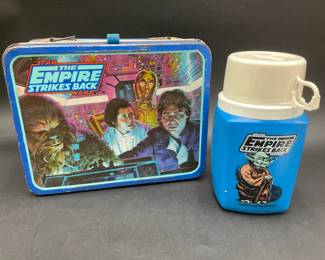 STAR
THE
EMPIRE
STRIKES BACK
WARS
THE
EMPIRE
STRIKES BACK